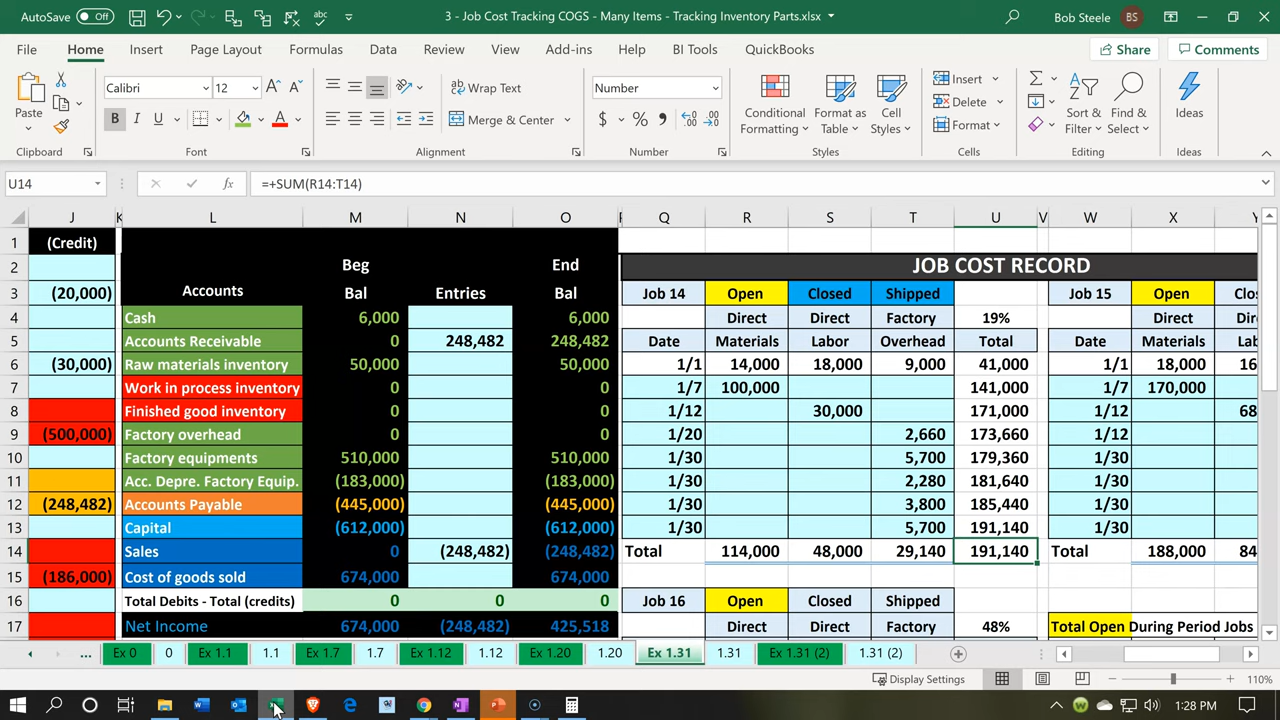 AutoSave Off 3 - Job Cost Tracking COGS - Many Items - Tracking Inventory Parts.xlsx Bob Steele BS
File Home Insert Page Layout Formulas Data Review View Add-ins Help BI Tools QuickBooks Share Comments
Calibri 12 Wrap Text Number Insert
Paste B I U Merge & Center $ % Conditional Formatting Format as Table Cell Styles Delete Format Sort & Filter Find & Select Ideas
Clipboard Font Alignment Number Styles Cells Editing Ideas
U14 fx =+SUM(R14:T14)
J K L M N O Q R S T U V W X Y
1 (Credit)
2 Beg End JOB COST RECORD
3 (20,000) Accounts Bal Entries Bal Job 14 Open Closed Shipped Job 15 Open Clos
4 Cash 6,000 6,000 Direct Direct Factory 19% Direct Dir
5 Accounts Receivable 0 248,482 248,482 Date Materials Labor Overhead Total Date Materials Lab
6 (30,000) Raw materials inventory 50,000 50,000 1/1 14,000 18,000 9,000 41,000 1/1 18,000 16
7 Work in process inventory 0 0 1/7 100,000 141,000 1/7 170,000
8 Finished good inventory 0 0 1/12 30,000 171,000 1/12 68
9 (500,000) Factory overhead 0 0 1/20 2,660 173,660 1/12
10 Factory equipments 510,000 510,000 1/30 5,700 179,360 1/30
11 Acc. Depre. Factory Equip. (183,000) (183,000) 1/30 2,280 181,640 1/30
12 (248,482) Accounts Payable (445,000) (445,000) 1/30 3,800 185,440 1/30
13 Capital (612,000) (612,000) 1/30 5,700 191,140 1/30
14 Sales 0 (248,482) (248,482) Total 114,000 48,000 29,140 191,140 Total 188,000 84
15 (186,000) Cost of goods sold 674,000 674,000
16 Total Debits - Total (credits) 0 0 0 Job 16 Open Closed Shipped
17 Net Income 674,000 (248,482) 425,518 Direct Direct Factory 48% Total Open During Period Jobs
... Ex 0 0 Ex 1.1 1.1 Ex 1.7 1.7 Ex 1.12 1.12 Ex 1.20 1.20 Ex 1.31 1.31 Ex 1.31 (2) 1.31 (2)
Display Settings 110%
1:28 PM